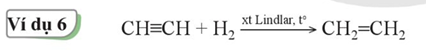 Ví dụ 6 CH≡CH + H₂ xt Lindlar, t° → CH₂=CH₂